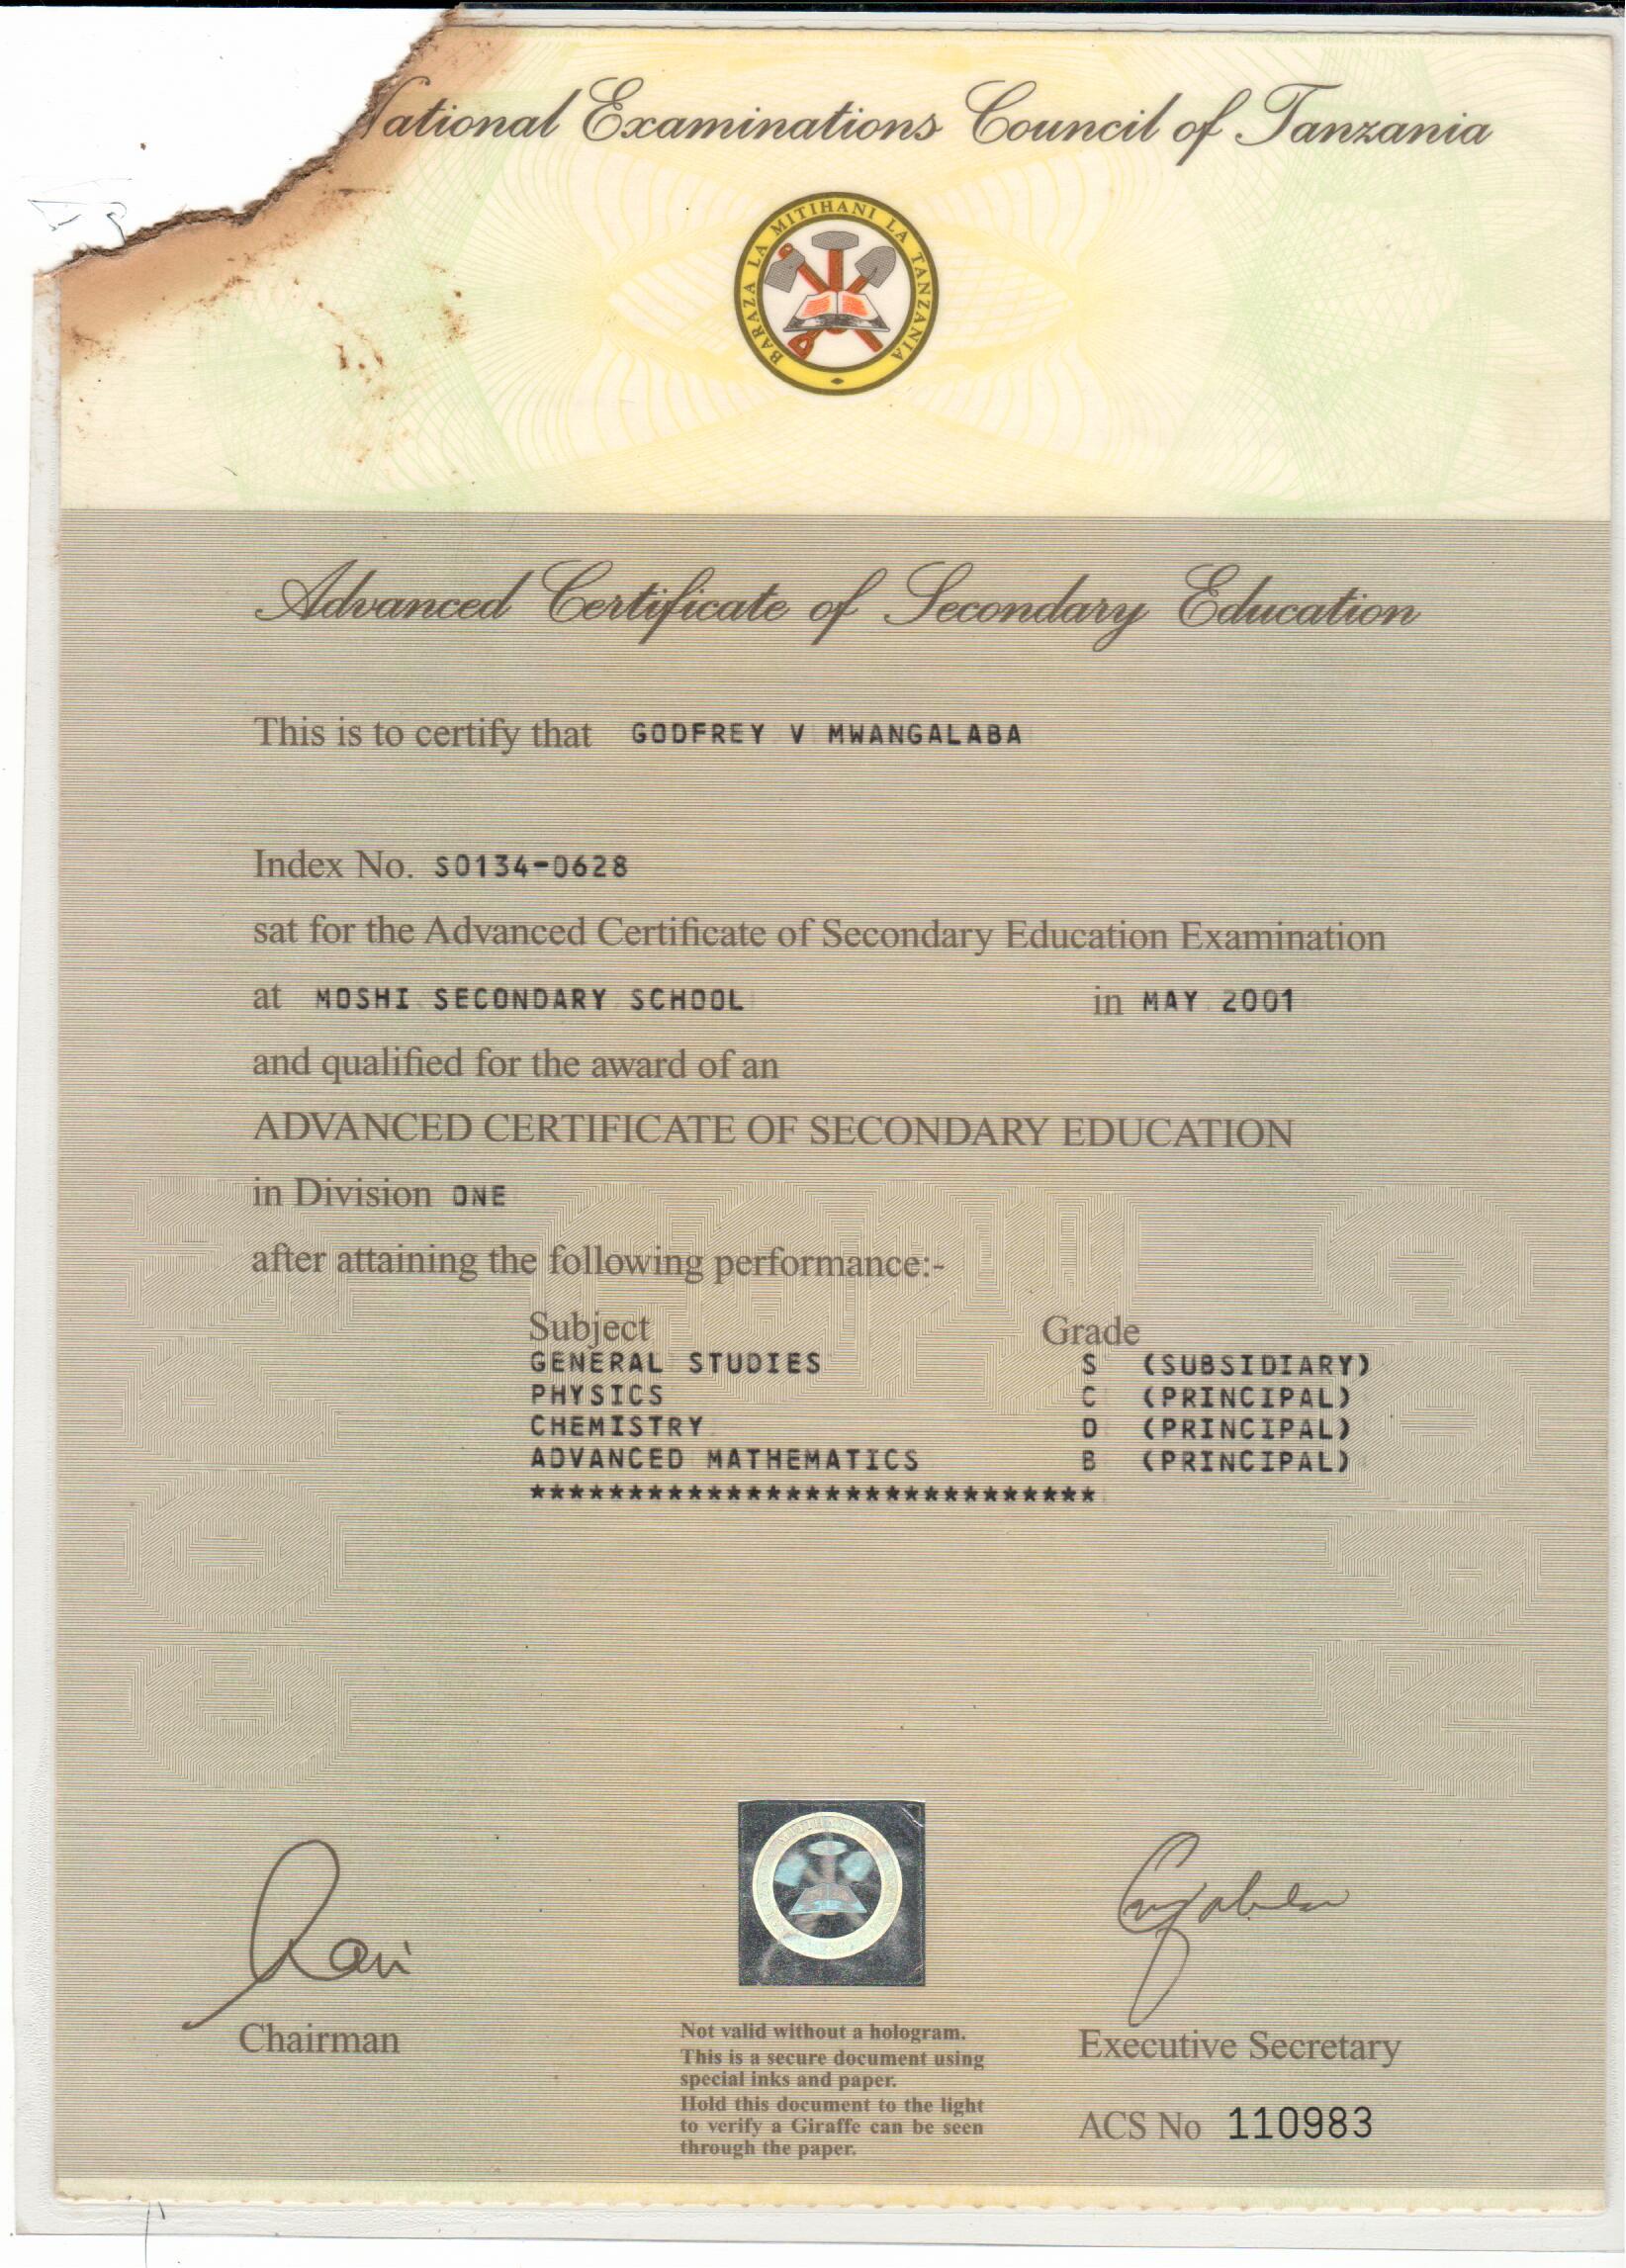 National Examinations Council of Tanzania
BARAZA LA MITIHANI LA TANZANIA
Advanced Certificate of Secondary Education
This is to certify that GODFREY V MWANGALABA
Index No. S0134-0628
sat for the Advanced Certificate of Secondary Education Examination
at MOSHI SECONDARY SCHOOL in MAY 2001
and qualified for the award of an
ADVANCED CERTIFICATE OF SECONDARY EDUCATION
in Division ONE
after attaining the following performance:-
Subject Grade
GENERAL STUDIES S (SUBSIDIARY)
PHYSICS C (PRINCIPAL)
CHEMISTRY D (PRINCIPAL)
ADVANCED MATHEMATICS B (PRINCIPAL)
*****************************
Chairman
Not valid without a hologram.
This is a secure document using
special inks and paper.
Hold this document to the light
to verify a Giraffe can be seen
through the paper.
Executive Secretary
ACS No 110983